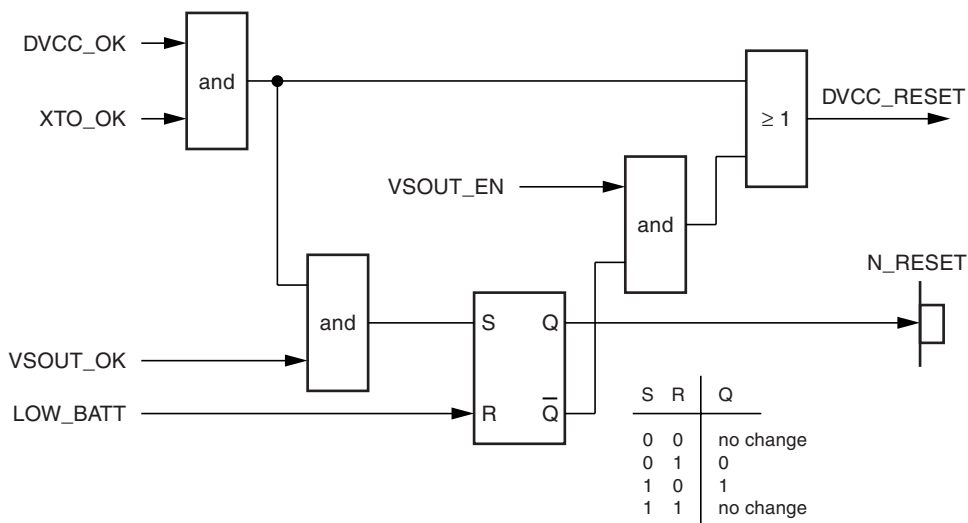 DVCC_OK
and
XTO_OK
≥ 1
DVCC_RESET
VSOUT_EN
and
N_RESET
and
S Q
VSOUT_OK
LOW_BATT
R Q̅
S R Q
0 0 no change
0 1 0
1 0 1
1 1 no change